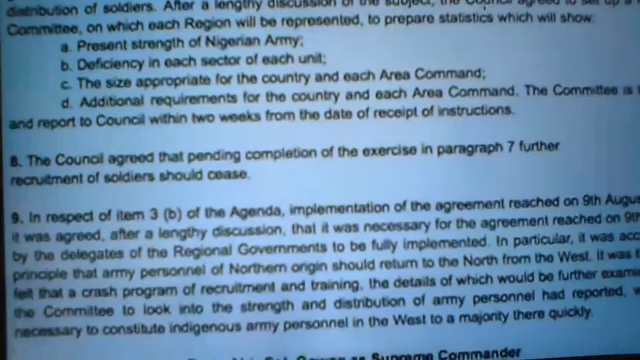 distribution of soldiers. After a lengthy discussion of the subject, the Council agreed to set up a
Committee, on which each Region will be represented, to prepare statistics which will show:
a. Present strength of Nigerian Army;
b. Deficiency in each sector of each unit;
c. The size appropriate for the country and each Area Command;
d. Additional requirements for the country and each Area Command. The Committee is
and report to Council within two weeks from the date of receipt of instructions.
8. The Council agreed that pending completion of the exercise in paragraph 7 further
recruitment of soldiers should cease.
9. In respect of item 3 (b) of the Agenda, implementation of the agreement reached on 9th Augus
it was agreed, after a lengthy discussion, that it was necessary for the agreement reached on 9th
by the delegates of the Regional Governments to be fully implemented. In particular, it was acc
principle that army personnel of Northern origin should return to the North from the West. It was
felt that a crash program of recruitment and training, the details of which would be further exam
the Committee to look into the strength and distribution of army personnel had reported, w
necessary to constitute indigenous army personnel in the West to a majority there quickly.
as Supreme Commander